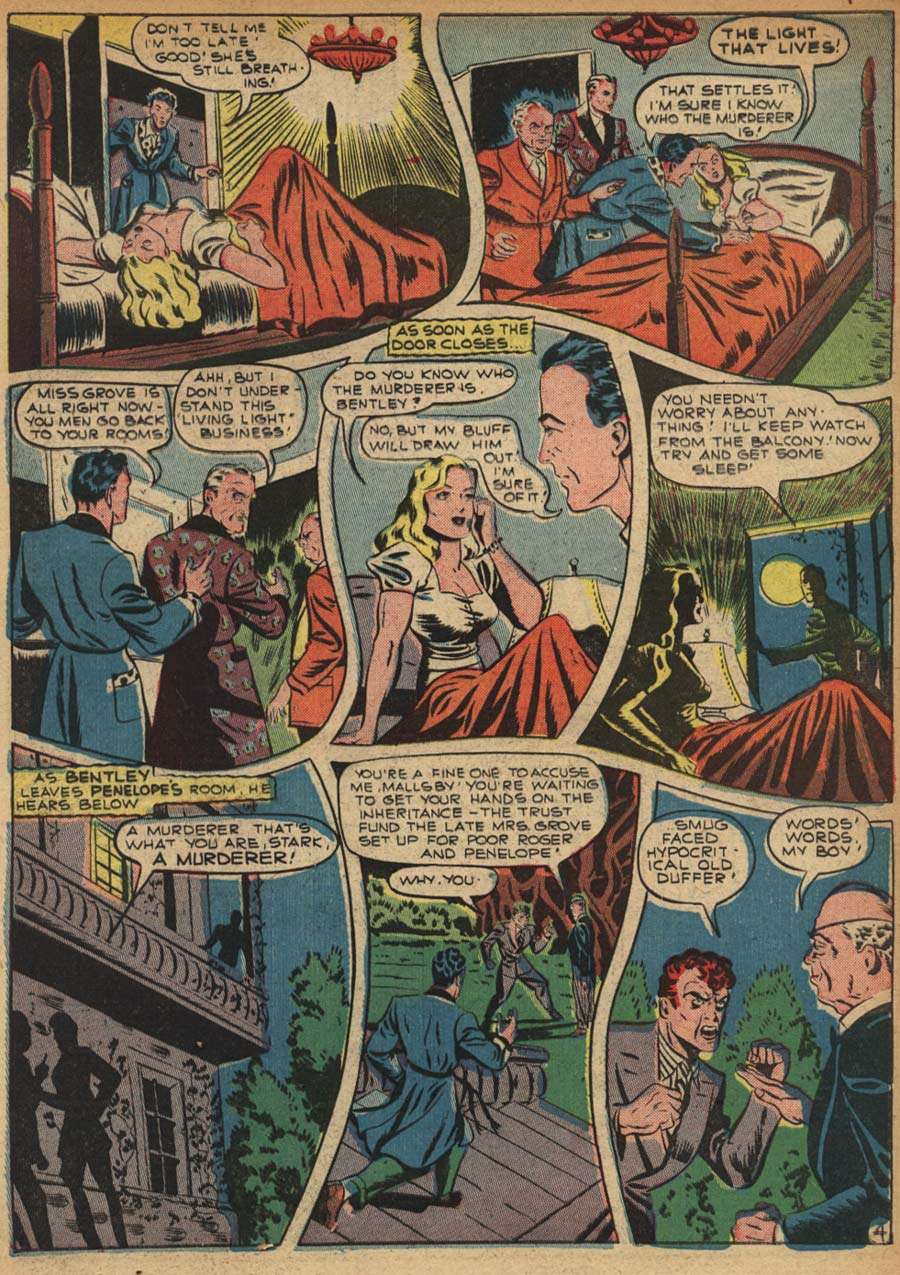 DON'T TELL ME
I'M TOO LATE!
GOOD! SHE'S
STILL BREATH-
ING!
THE LIGHT
THAT LIVES!
THAT SETTLES IT!
I'M SURE I KNOW
WHO THE MURDERER
IS!
MISS GROVE IS
ALL RIGHT NOW-
YOU MEN GO BACK
TO YOUR ROOMS!
AHH, BUT I
DON'T UNDER-
STAND THIS
"LIVING LIGHT"
BUSINESS!
AS SOON AS THE
DOOR CLOSES...
DO YOU KNOW WHO
THE MURDERER IS,
BENTLEY?
NO, BUT MY BLUFF
WILL DRAW HIM
OUT! I'M
SURE
OF IT!
YOU NEEDN'T
WORRY ABOUT ANY-
THING! I'LL KEEP WATCH
FROM THE BALCONY! NOW
TRY AND GET SOME
SLEEP!
AS BENTLEY
LEAVES PENELOPE'S ROOM, HE
HEARS BELOW
A MURDERER THAT'S
WHAT YOU ARE, STARK,
A MURDERER!
YOU'RE A FINE ONE TO ACCUSE
ME, MALLSBY! YOU'RE WAITING
TO GET YOUR HANDS ON THE
INHERITANCE - THE TRUST
FUND THE LATE MRS. GROVE
SET UP FOR POOR ROGER
AND PENELOPE!
WHY, YOU-
SMUG
FACED
HYPOCRIT-
ICAL OLD
DUFFER!
WORDS!
WORDS,
MY BOY!
4